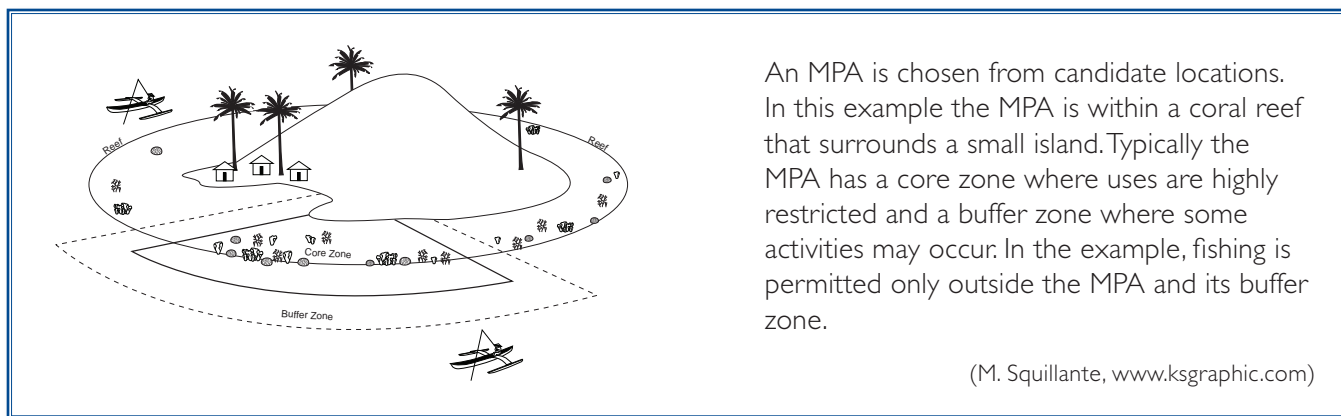 Reef
Reef
Core Zone
Buffer Zone
An MPA is chosen from candidate locations.
In this example the MPA is within a coral reef
that surrounds a small island. Typically the
MPA has a core zone where uses are highly
restricted and a buffer zone where some
activities may occur. In the example, fishing is
permitted only outside the MPA and its buffer
zone.
(M. Squillante, www.ksgraphic.com)